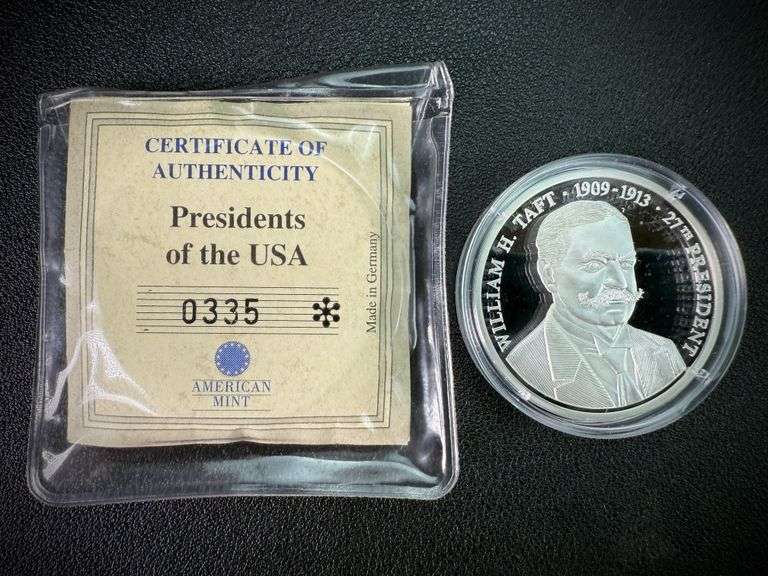 CERTIFICATE OF
AUTHENTICITY
Presidents
of the USA
0335 *
Made in Germany
AMERICAN
MINT
WILLIAM H. TAFT · 1909-1913 · 27TH PRESIDENT